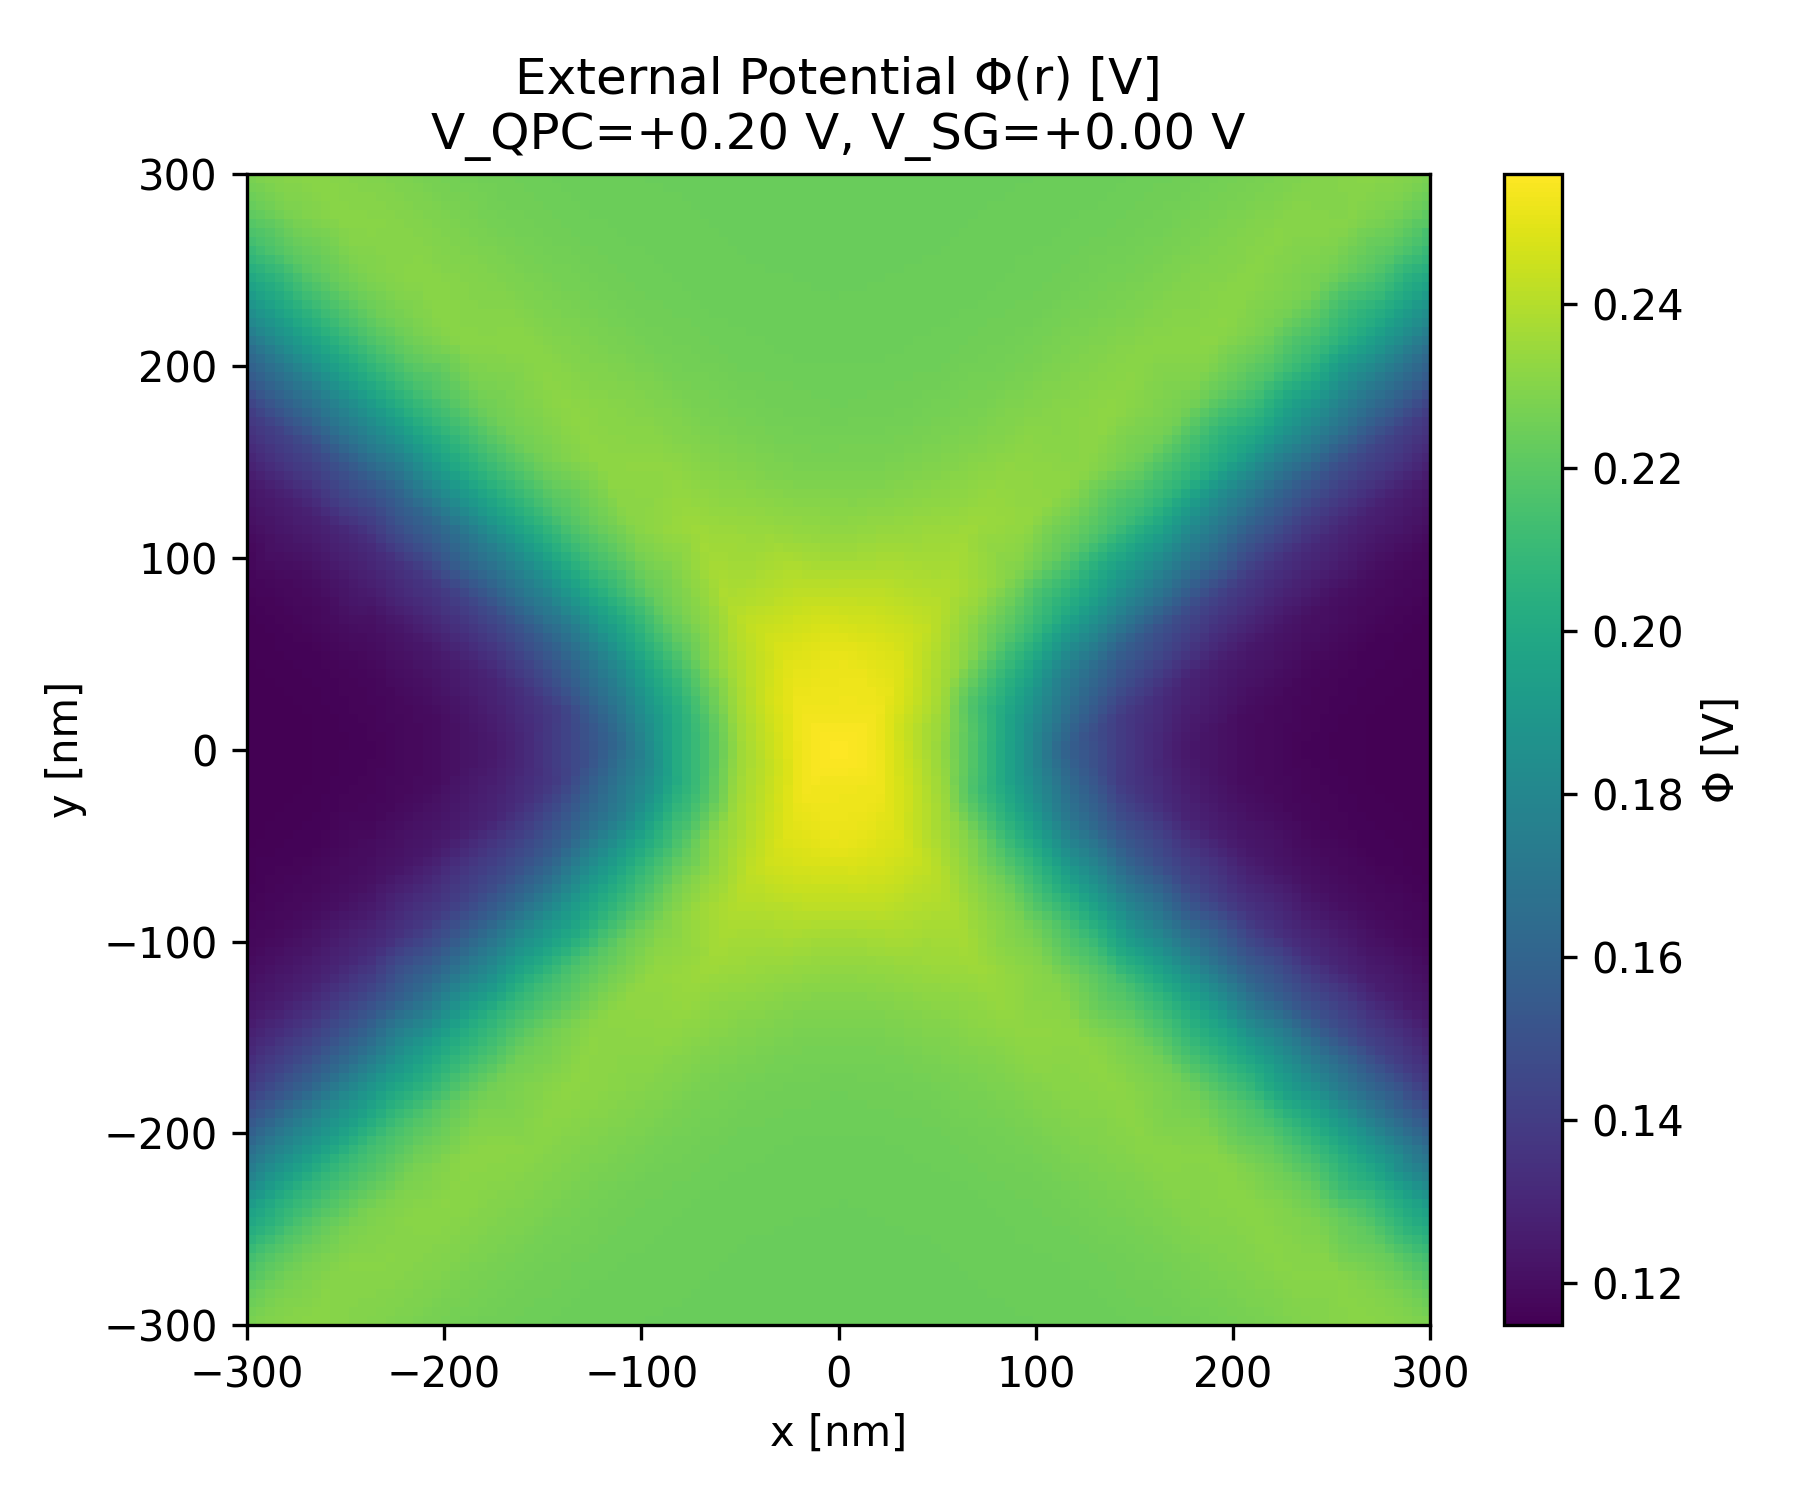 External Potential Φ(r) [V]
V_QPC=+0.20 V, V_SG=+0.00 V
300
200
100
0
−100
−200
−300
y [nm]
−300 −200 −100 0 100 200 300
x [nm]
0.24
0.22
0.20
0.18
0.16
0.14
0.12
Φ [V]